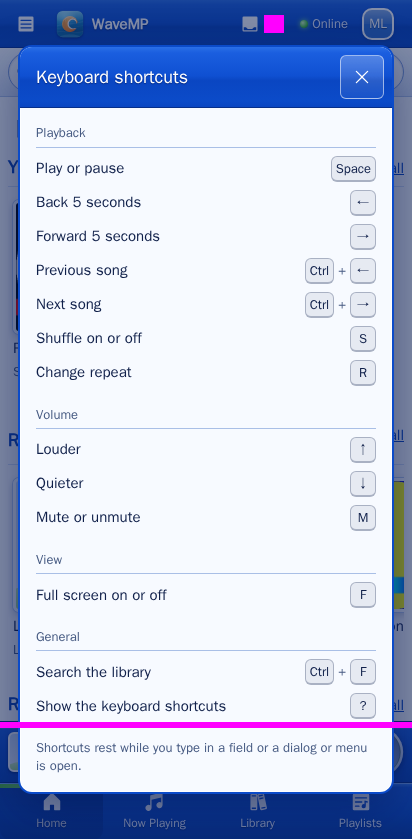 WaveMP
Online
ML
Keyboard shortcuts
Playback
Play or pause Space
Back 5 seconds ←
Forward 5 seconds →
Previous song Ctrl + ←
Next song Ctrl + →
Shuffle on or off S
Change repeat R
Volume
Louder ↑
Quieter ↓
Mute or unmute M
View
Full screen on or off F
General
Search the library Ctrl + F
Show the keyboard shortcuts ?
Shortcuts rest while you type in a field or a dialog or menu
is open.
Home Now Playing Library Playlists